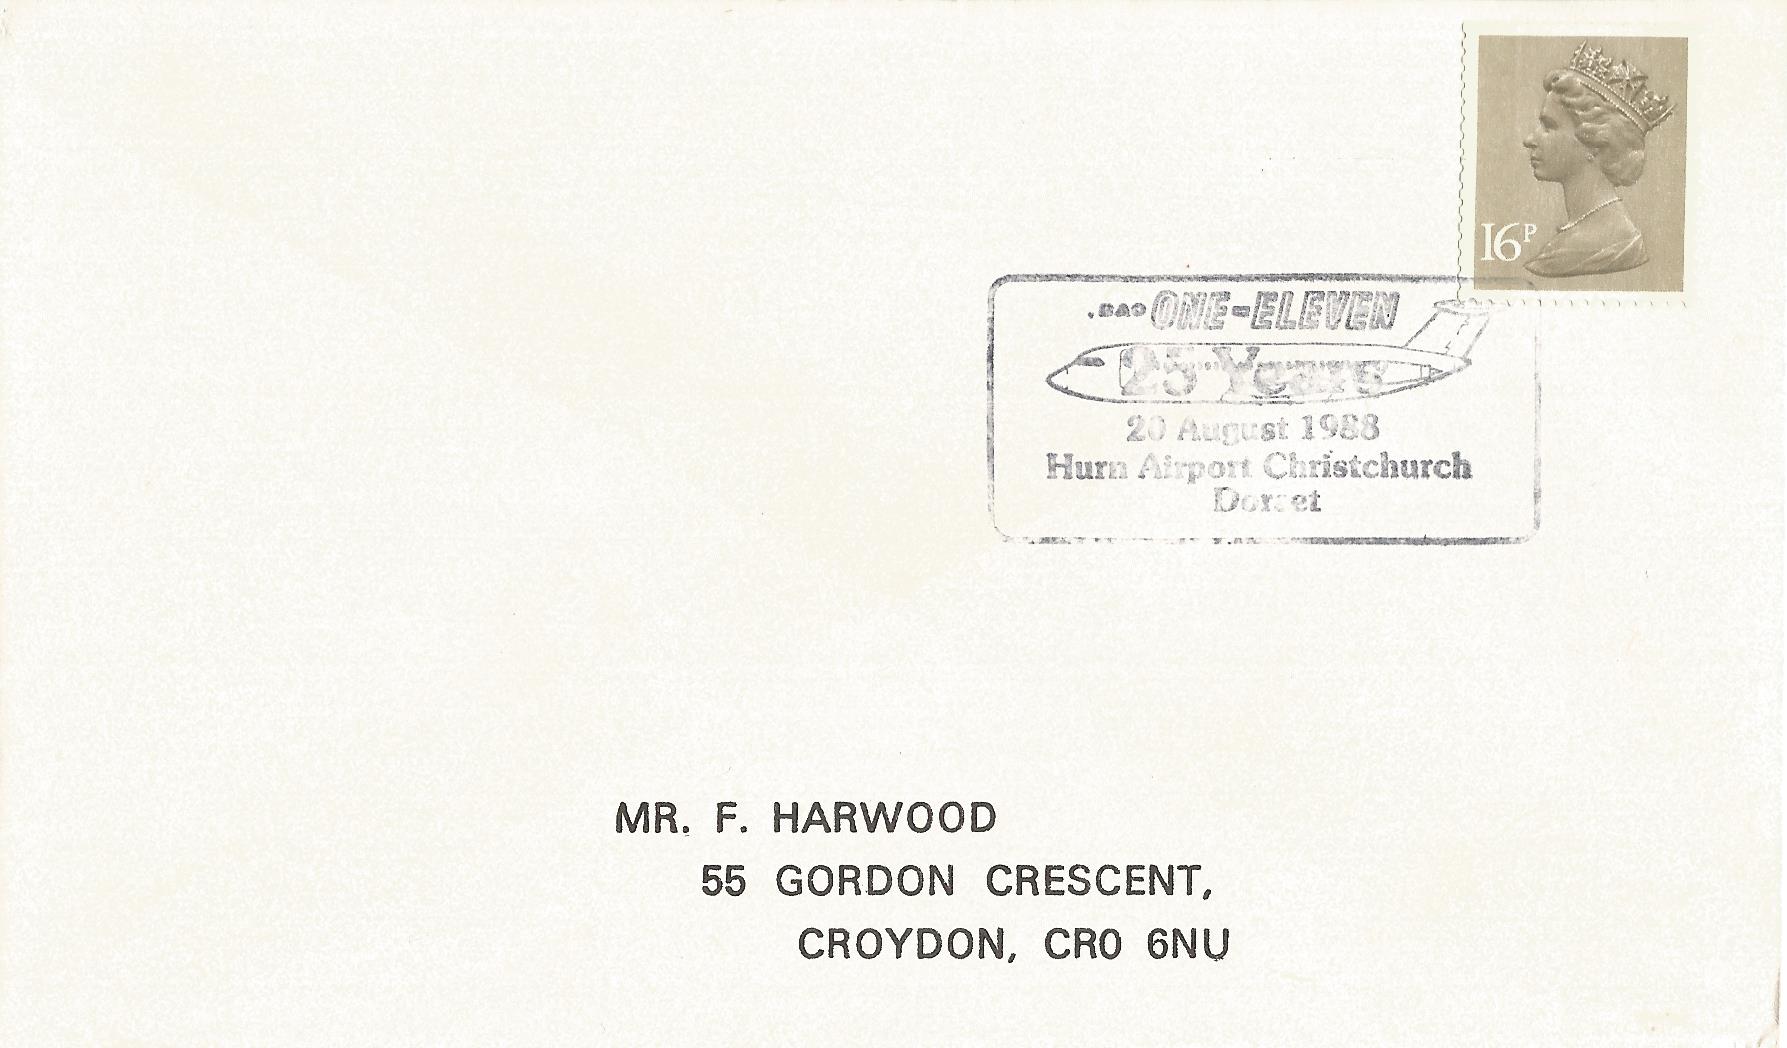 16P
BAC ONE-ELEVEN
25 Years
20 August 1988
Hurn Airport Christchurch
Dorset
MR. F. HARWOOD
55 GORDON CRESCENT,
CROYDON, CR0 6NU